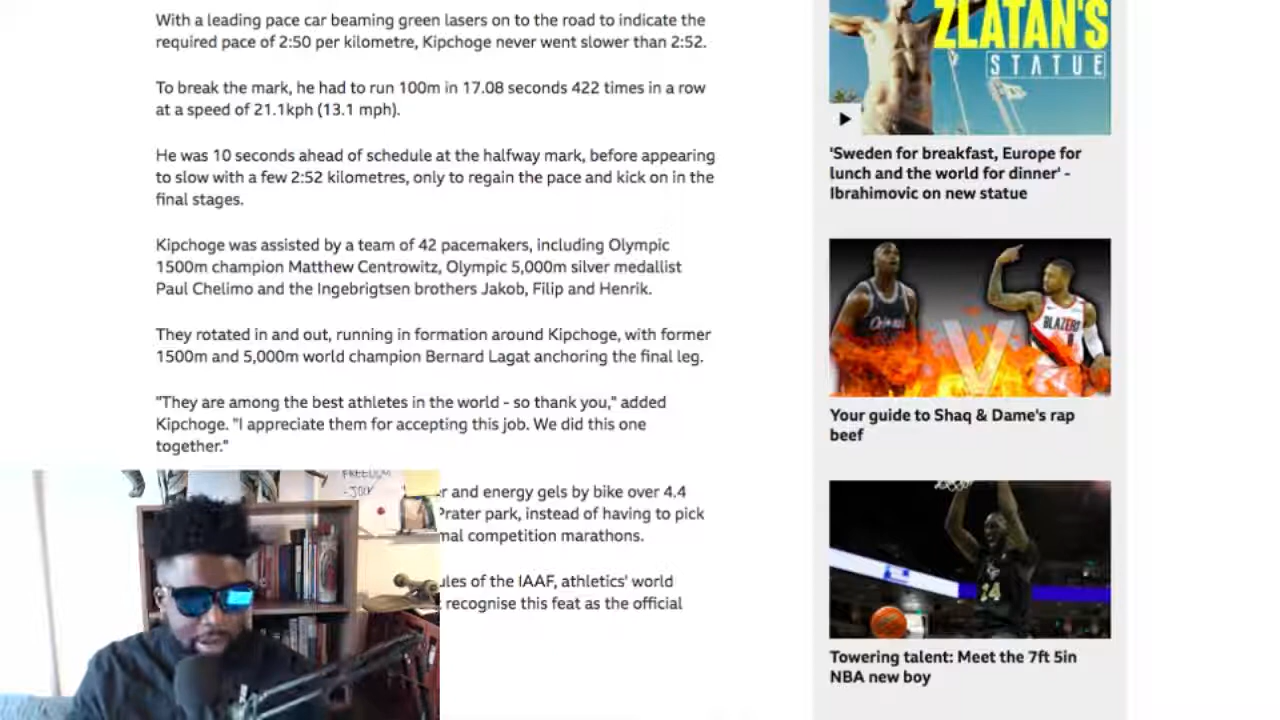 With a leading pace car beaming green lasers on to the road to indicate the
required pace of 2:50 per kilometre, Kipchoge never went slower than 2:52.
To break the mark, he had to run 100m in 17.08 seconds 422 times in a row
at a speed of 21.1kph (13.1 mph).
He was 10 seconds ahead of schedule at the halfway mark, before appearing
to slow with a few 2:52 kilometres, only to regain the pace and kick on in the
final stages.
Kipchoge was assisted by a team of 42 pacemakers, including Olympic
1500m champion Matthew Centrowitz, Olympic 5,000m silver medallist
Paul Chelimo and the Ingebrigtsen brothers Jakob, Filip and Henrik.
They rotated in and out, running in formation around Kipchoge, with former
1500m and 5,000m world champion Bernard Lagat anchoring the final leg.
"They are among the best athletes in the world - so thank you," added
Kipchoge. "I appreciate them for accepting this job. We did this one
together."
and energy gels by bike over 4.4
Prater park, instead of having to pick
competition marathons.
of the IAAF, athletics' world
recognise this feat as the official
FREEDOM
ZLATAN'S
STATUE
'Sweden for breakfast, Europe for
lunch and the world for dinner' -
Ibrahimovic on new statue
V
BLAZERS
Your guide to Shaq & Dame's rap
beef
24
Towering talent: Meet the 7ft 5in
NBA new boy